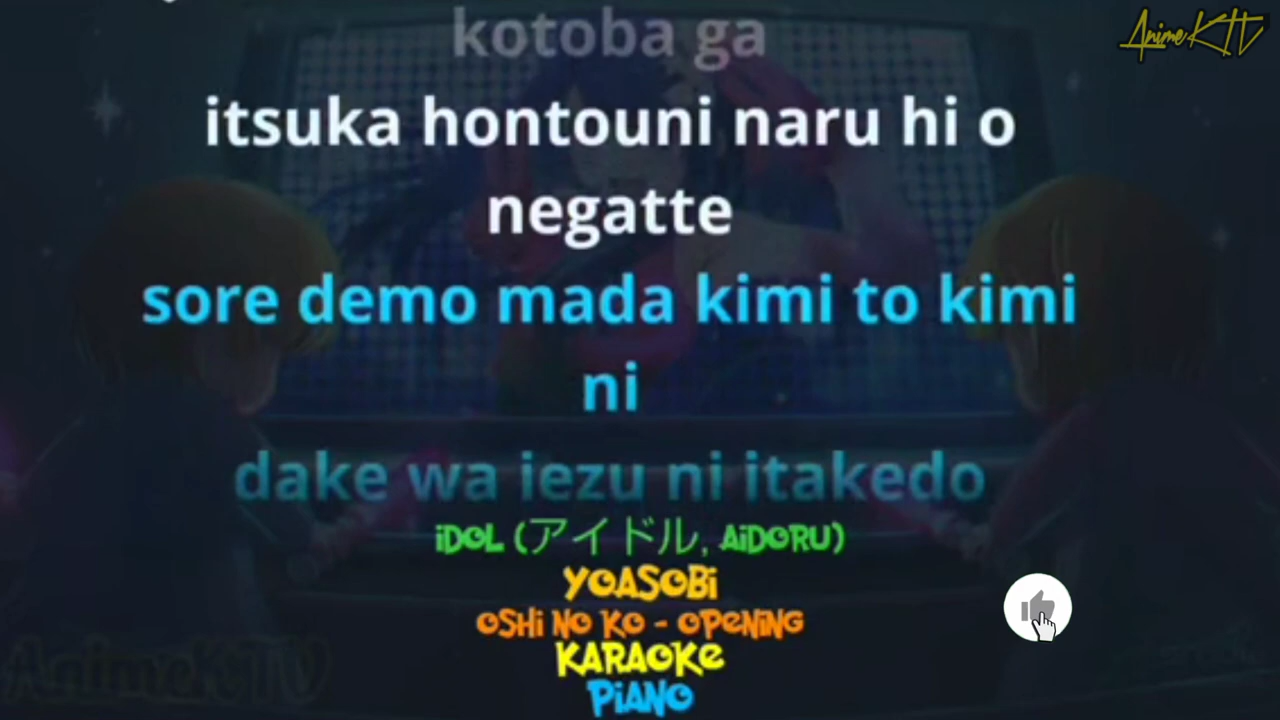 kotoba ga
AnimeKTV
itsuka hontouni naru hi o
negatte
sore demo mada kimi to kimi
ni
dake wa iezu ni itakedo
iDOL (アイドル, AiDORU)
YOASOBi
OSHi NO KO - OPENiNG
KARAOKe
PiANO
AnimeKTV